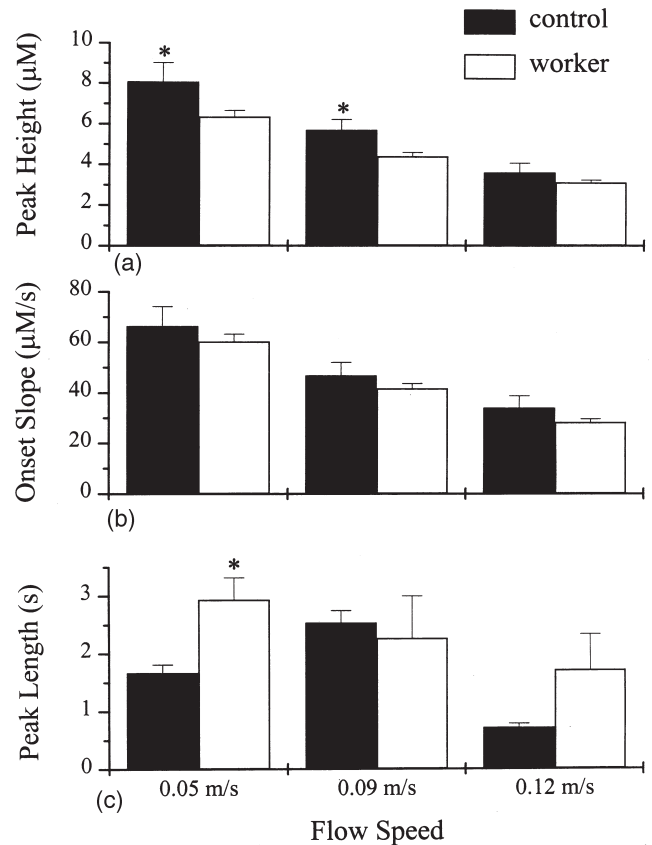 control
worker
Peak Height (µM)
10
8
6
4
2
0
*
*
(a)
Onset Slope (µM/s)
80
60
40
20
0
(b)
Peak Length (s)
3
2
1
0
*
(c)
0.05 m/s
0.09 m/s
0.12 m/s
Flow Speed